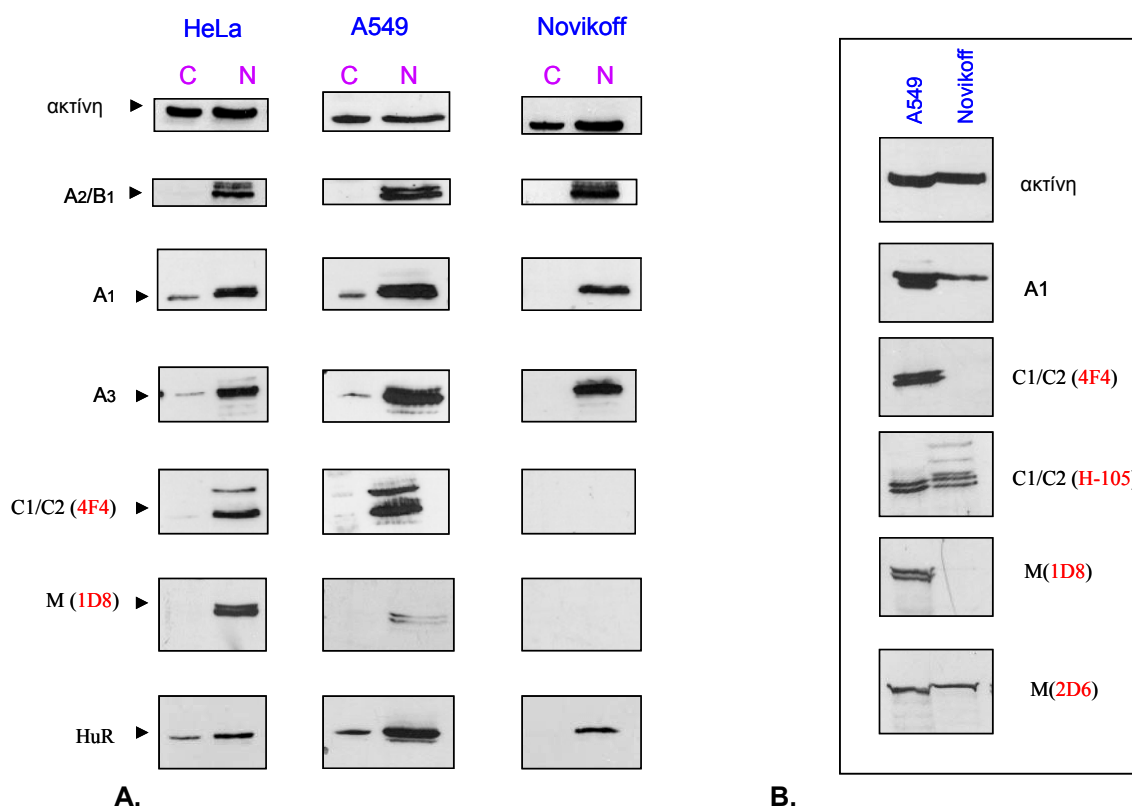 HeLa A549 Novikoff
C N C N C N
ακτίνη
A2/B1
A1
A3
C1/C2 (4F4)
M (1D8)
HuR
A.
A549 Novikoff
ακτίνη
A1
C1/C2 (4F4)
C1/C2 (H-105)
M(1D8)
M(2D6)
B.